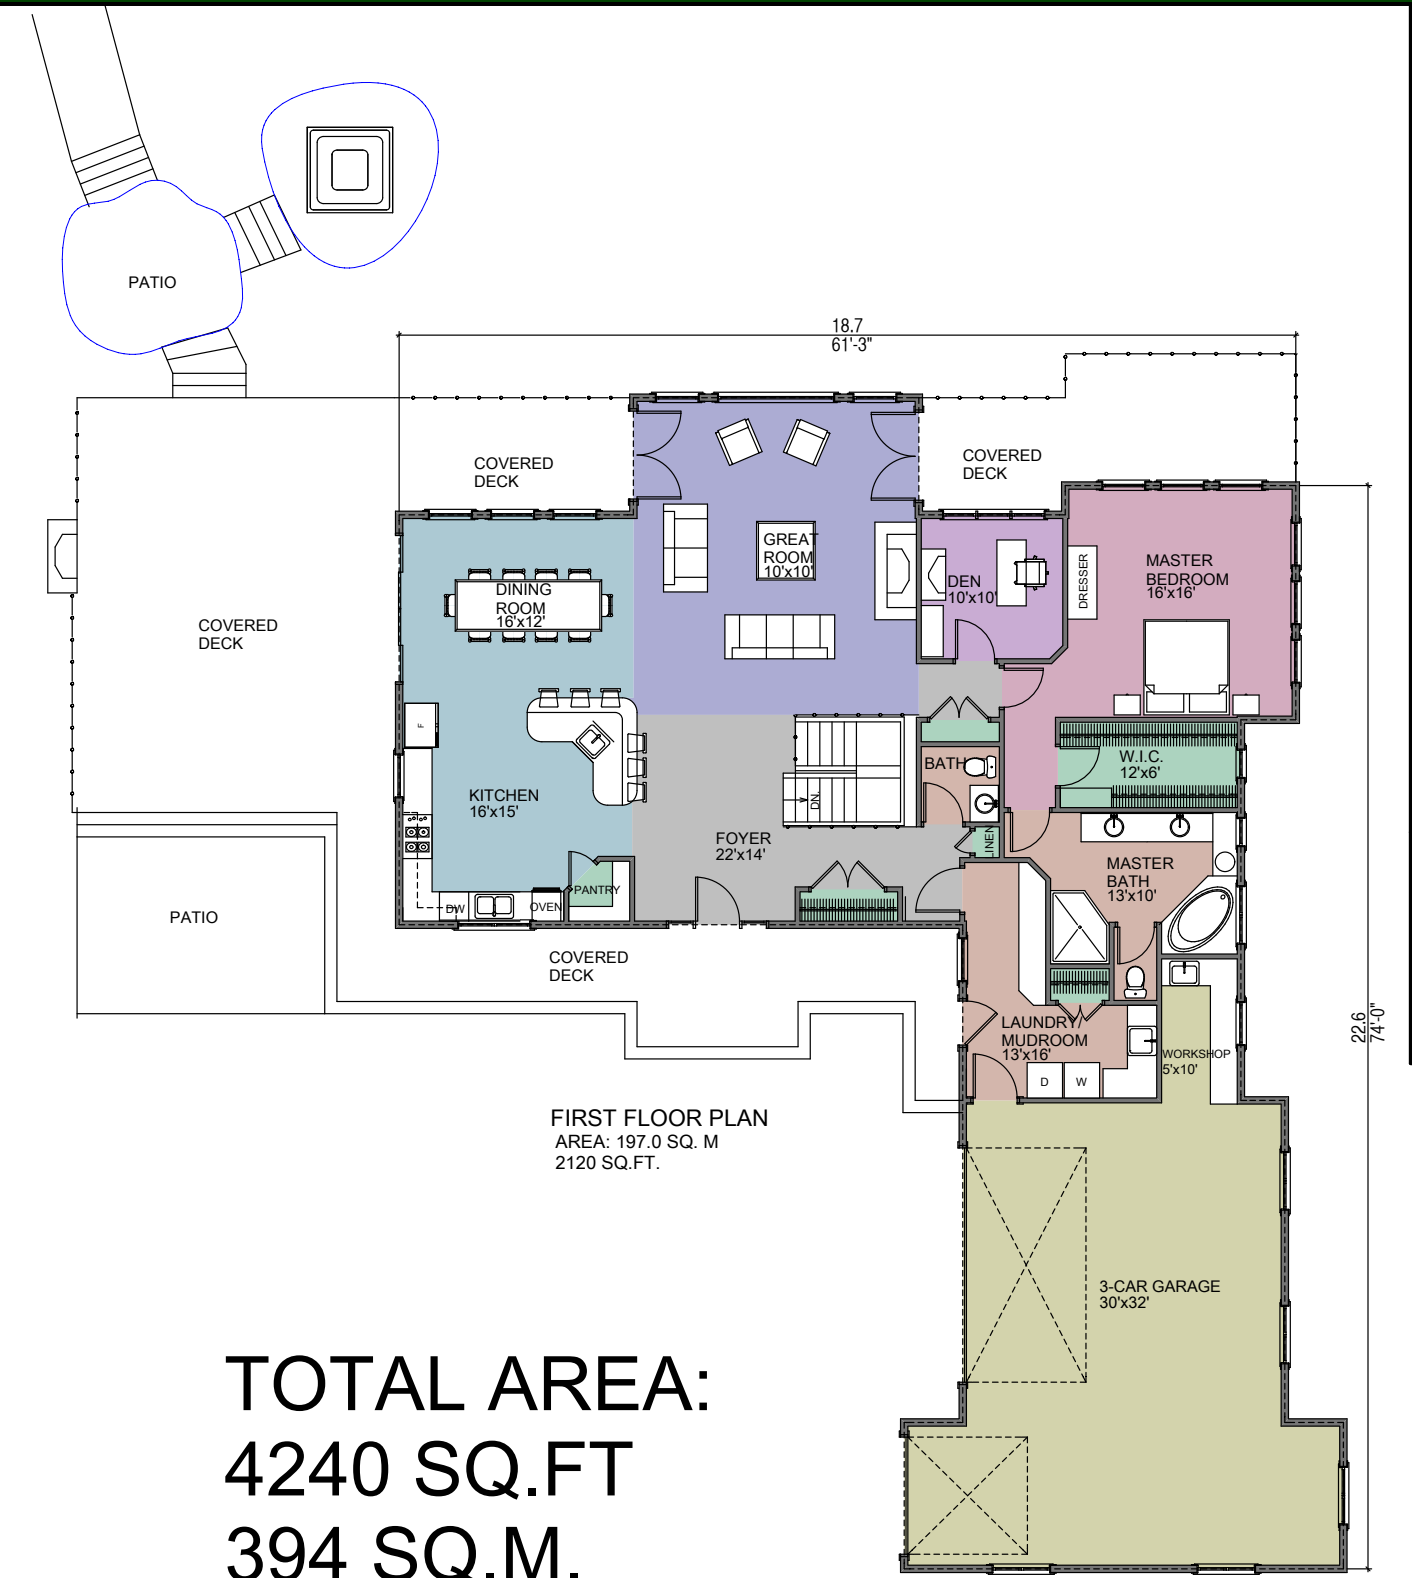 PATIO
18.7
61'-3"
COVERED
DECK
COVERED
DECK
GREAT
ROOM
10'x10'
DEN
10'x10'
DRESSER
MASTER
BEDROOM
16'x16'
DINING
ROOM
16'x12'
COVERED
DECK
F
BATH
W.I.C.
12'x6'
KITCHEN
16'x15'
DN.
FOYER
22'x14'
LINEN
MASTER
BATH
13'x10'
PANTRY
DW
OVEN
PATIO
COVERED
DECK
LAUNDRY/
MUDROOM
13'x16'
WORKSHOP
5'x10'
D
W
22.6
74'-0"
FIRST FLOOR PLAN
AREA: 197.0 SQ. M
2120 SQ.FT.
3-CAR GARAGE
30'x32'
TOTAL AREA:
4240 SQ.FT
394 SQ.M.